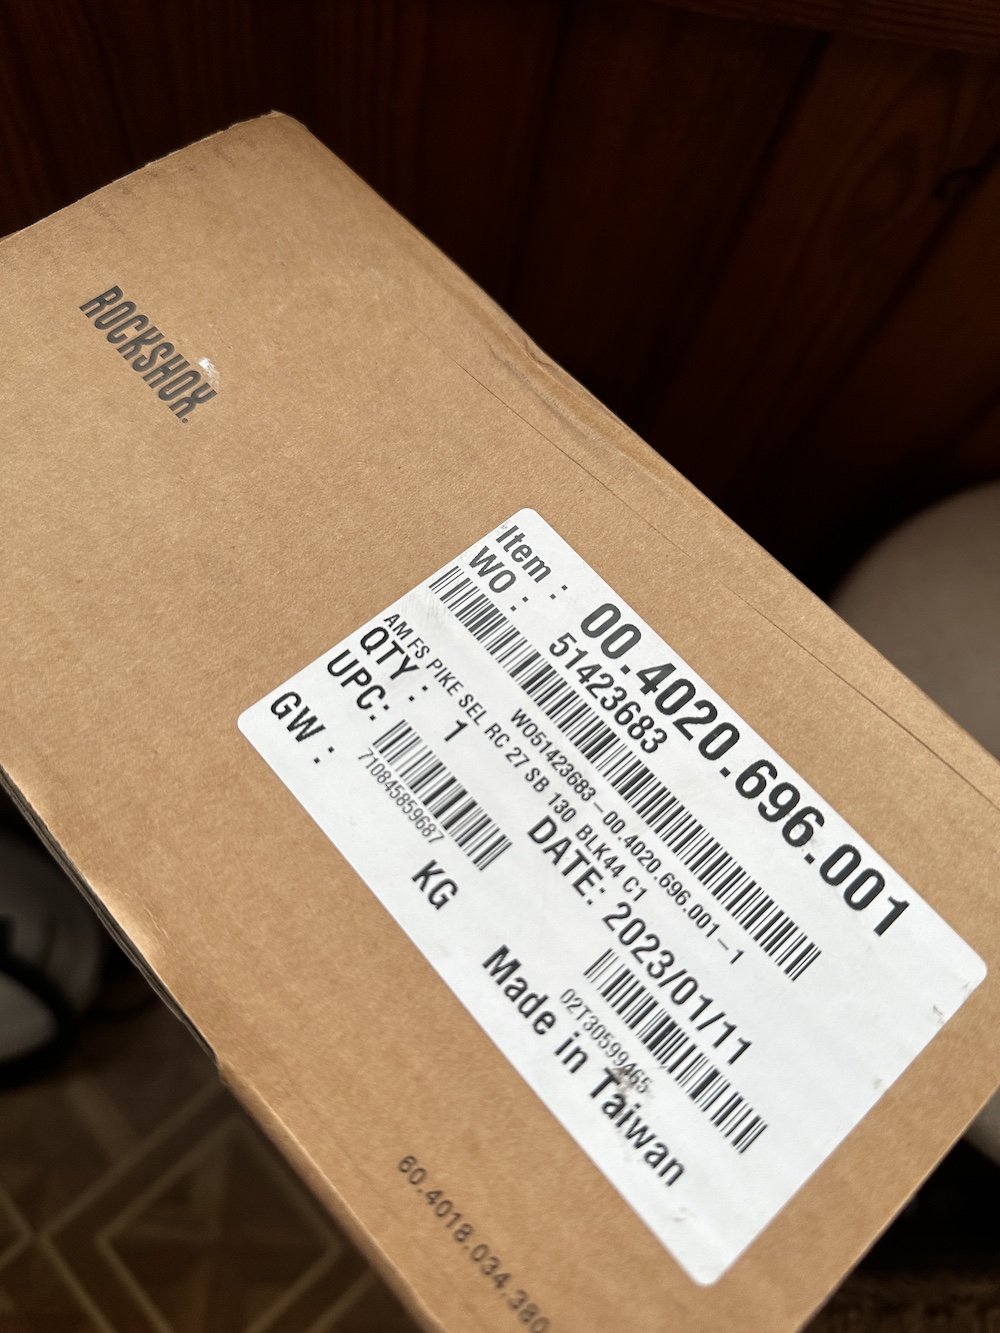 ROCKSHOX
Item : 00.4020.696.001
WO : 51423683
WO51423683-00.4020.696.001-1
AM FS PIKE SEL RC 27 SB 130 BLK44 C1
QTY : 1 DATE: 2023/01/11
UPC:
710845859687
02T30599465
GW : KG Made in Taiwan
60.4018.034.380